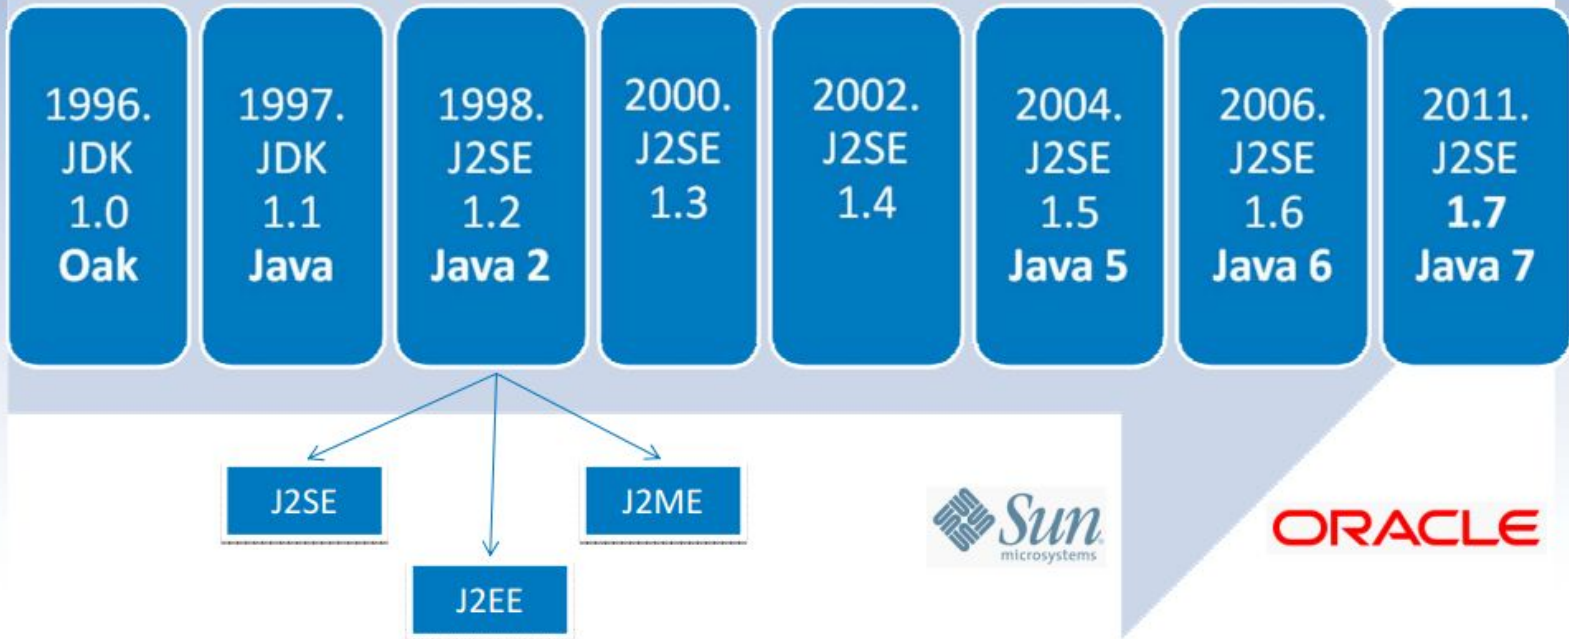 1996.
JDK
1.0
Oak
1997.
JDK
1.1
Java
1998.
J2SE
1.2
Java 2
2000.
J2SE
1.3
2002.
J2SE
1.4
2004.
J2SE
1.5
Java 5
2006.
J2SE
1.6
Java 6
2011.
J2SE
1.7
Java 7
J2SE
J2EE
J2ME
Sun
microsystems
ORACLE